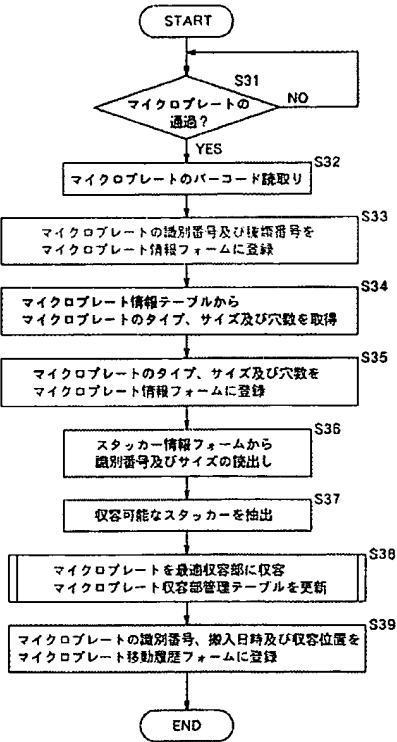 START
S31
マイクロプレートの
通過?
NO
YES
S32
マイクロプレートのバーコード読取り
S33
マイクロプレートの識別番号及び後続番号を
マイクロプレート情報フォームに登録
S34
マイクロプレート情報テーブルから
マイクロプレートのタイプ、サイズ及び穴数を取得
S35
マイクロプレートのタイプ、サイズ及び穴数を
マイクロプレート情報フォームに登録
S36
スタッカー情報フォームから
識別番号及びサイズの読出し
S37
収容可能なスタッカーを抽出
S38
マイクロプレートを最適収容部に収容
マイクロプレート収容部管理テーブルを更新
S39
マイクロプレートの識別番号、搬入日時及び収容位置を
マイクロプレート移動履歴フォームに登録
END